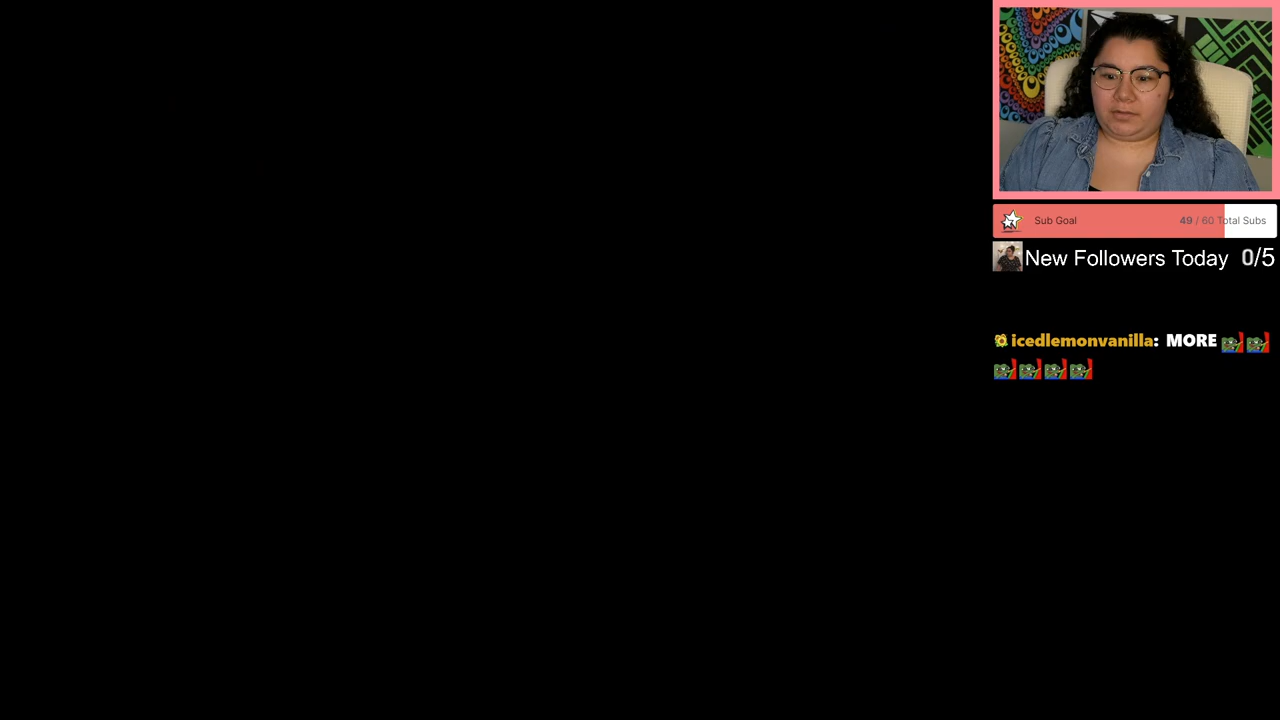 Sub Goal 49 / 60 Total Subs
New Followers Today 0/5
icedlemonvanilla: MORE